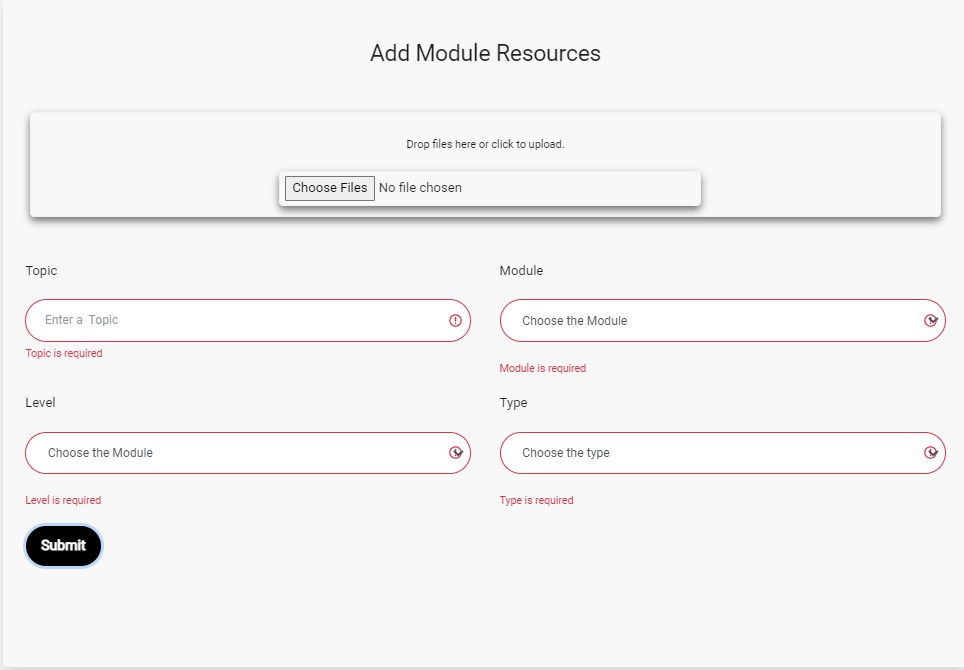 Add Module Resources
Drop files here or click to upload.
Choose Files No file chosen
Topic
Module
Enter a Topic
Choose the Module
Topic is required
Module is required
Level
Type
Choose the Module
Choose the type
Level is required
Type is required
Submit